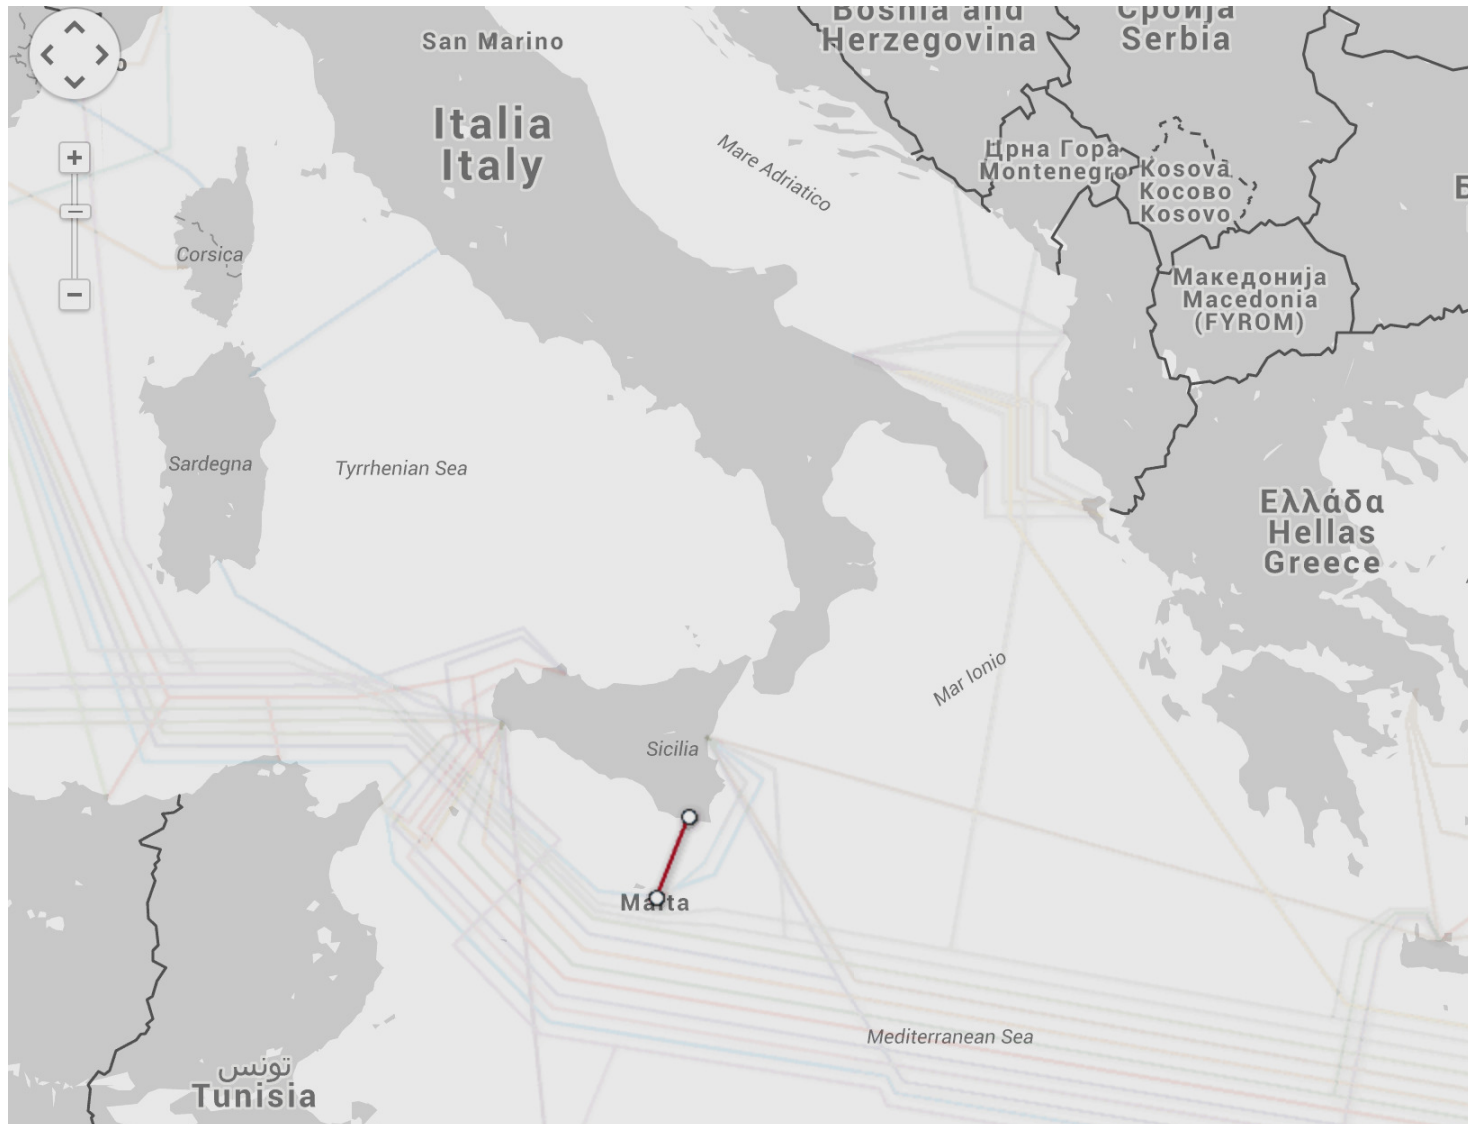 Bosnia and
Herzegovina
Србија
Serbia
San Marino
Italia
Italy
Mare Adriatico
Црна Гора
Montenegro
Kosovà
Косово
Kosovo
Corsica
Македонија
Macedonia
(FYROM)
Sardegna
Tyrrhenian Sea
Ελλάδα
Hellas
Greece
Mar Ionio
Sicilia
Malta
Mediterranean Sea
تونس
Tunisia